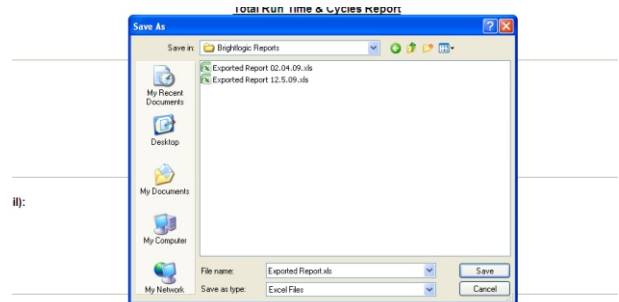 Total Run Time & Cycles Report
Save As
Save in:
Brightlogic Reports
Exported Report 02.04.09.xls
Exported Report 12.5.09.xls
My Recent
Documents
Desktop
My Documents
il):
My Computer
My Network
File name:
Exported Report.xls
Save
Save as type:
Excel Files
Cancel